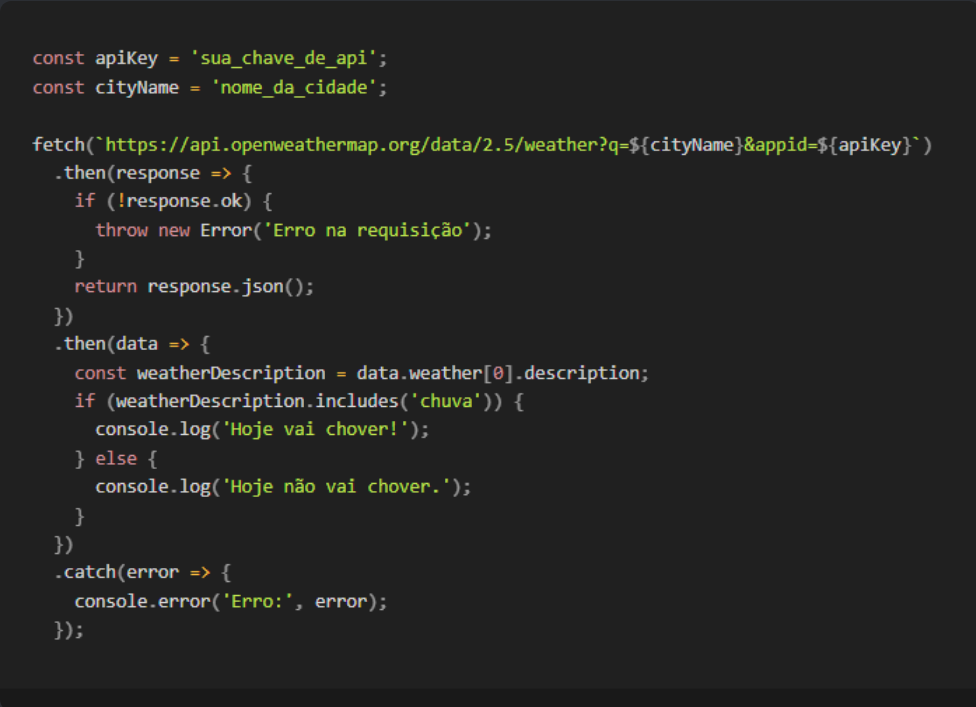 const apiKey = 'sua_chave_de_api';
const cityName = 'nome_da_cidade';
fetch(`https://api.openweathermap.org/data/2.5/weather?q=${cityName}&appid=${apiKey}`)
  .then(response => {
    if (!response.ok) {
      throw new Error('Erro na requisição');
    }
    return response.json();
  })
  .then(data => {
    const weatherDescription = data.weather[0].description;
    if (weatherDescription.includes('chuva')) {
      console.log('Hoje vai chover!');
    } else {
      console.log('Hoje não vai chover.');
    }
  })
  .catch(error => {
    console.error('Erro:', error);
  });